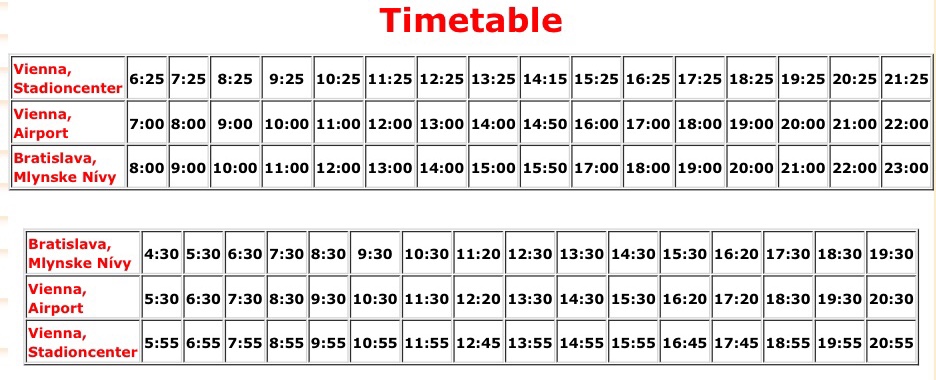 Timetable
Vienna,
Stadioncenter 6:25 7:25 8:25 9:25 10:25 11:25 12:25 13:25 14:15 15:25 16:25 17:25 18:25 19:25 20:25 21:25
Vienna,
Airport 7:00 8:00 9:00 10:00 11:00 12:00 13:00 14:00 14:50 16:00 17:00 18:00 19:00 20:00 21:00 22:00
Bratislava,
Mlynske Nívy 8:00 9:00 10:00 11:00 12:00 13:00 14:00 15:00 15:50 17:00 18:00 19:00 20:00 21:00 22:00 23:00
Bratislava,
Mlynske Nívy 4:30 5:30 6:30 7:30 8:30 9:30 10:30 11:20 12:30 13:30 14:30 15:30 16:20 17:30 18:30 19:30
Vienna,
Airport 5:30 6:30 7:30 8:30 9:30 10:30 11:30 12:20 13:30 14:30 15:30 16:20 17:20 18:30 19:30 20:30
Vienna,
Stadioncenter 5:55 6:55 7:55 8:55 9:55 10:55 11:55 12:45 13:55 14:55 15:55 16:45 17:45 18:55 19:55 20:55